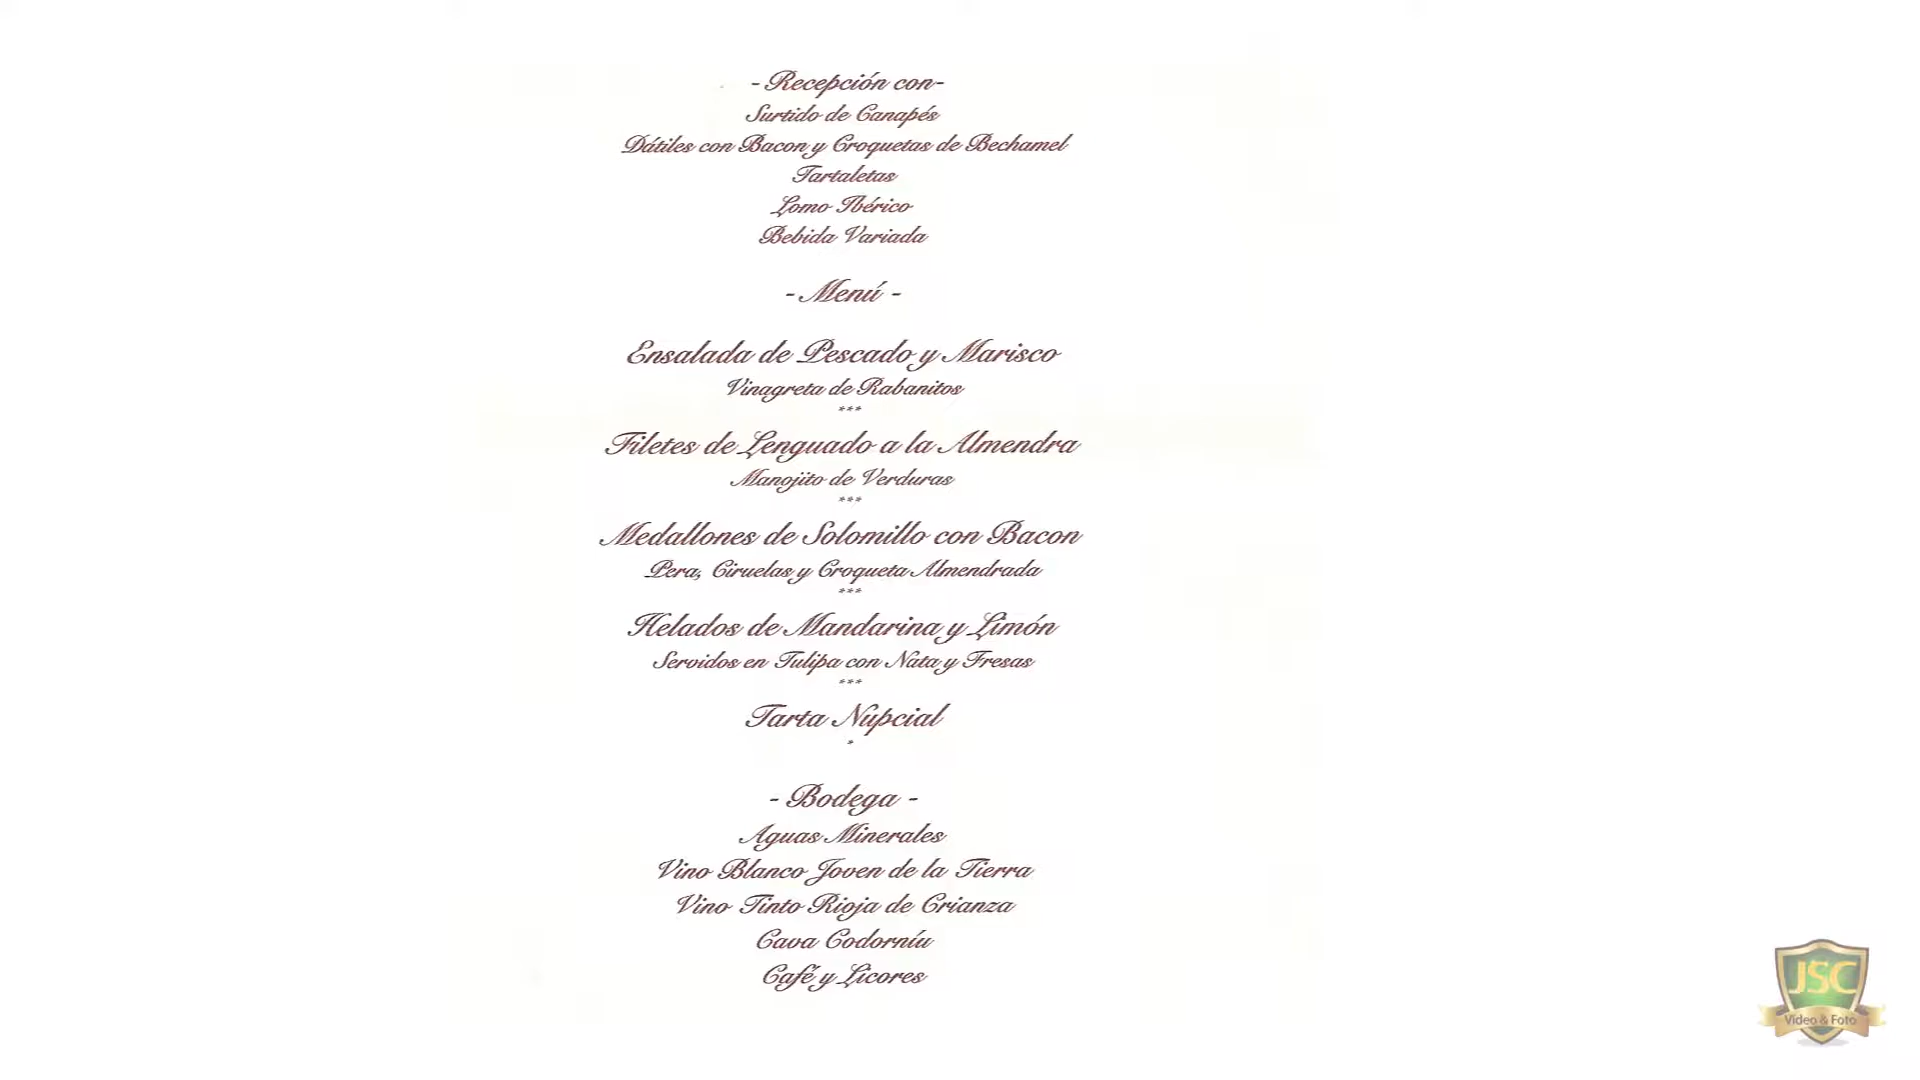 - Recepción con-
Surtido de Canapés
Dátiles con Bacon y Croquetas de Bechamel
Tartaletas
Lomo Ibérico
Bebida Variada
- Menú -
Ensalada de Pescado y Marisco
Vinagreta de Rabanitos
***
Filetes de Lenguado a la Almendra
Manojito de Verduras
***
Medallones de Solomillo con Bacon
Pera, Ciruelas y Croqueta Almendrada
***
Helados de Mandarina y Limón
Servidos en Tulipa con Nata y Fresas
***
Tarta Nupcial
*
- Bodega -
Aguas Minerales
Vino Blanco Joven de la Tierra
Vino Tinto Rioja de Crianza
Cava Codorníu
Café y Licores
JSC
Video & Foto